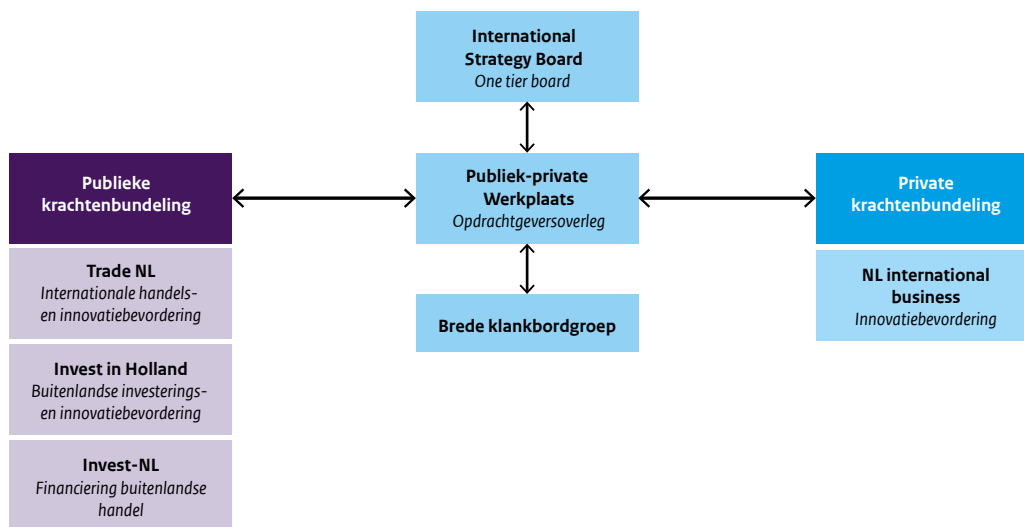 International
Strategy Board
One tier board
Publieke
krachtenbundeling
Publiek-private
Werkplaats
Opdrachtgeversoverleg
Private
krachtenbundeling
Trade NL
Internationale handels-
en innovatiebevordering
NL international
business
Innovatiebevordering
Brede klankbordgroep
Invest in Holland
Buitenlandse investerings-
en innovatiebevordering
Invest-NL
Financiering buitenlandse
handel